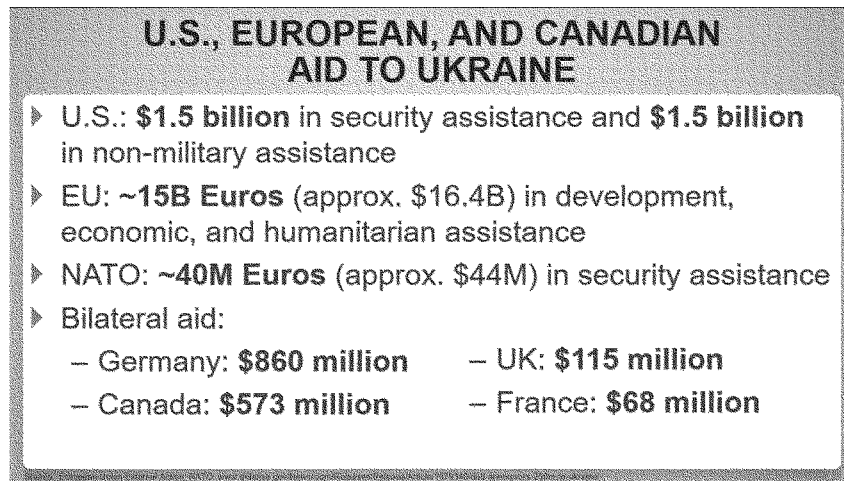 U.S., EUROPEAN, AND CANADIAN
AID TO UKRAINE
U.S.: $1.5 billion in security assistance and $1.5 billion
in non-military assistance
EU: ~15B Euros (approx. $16.4B) in development,
economic, and humanitarian assistance
NATO: ~40M Euros (approx. $44M) in security assistance
Bilateral aid:
– Germany: $860 million – UK: $115 million
– Canada: $573 million – France: $68 million